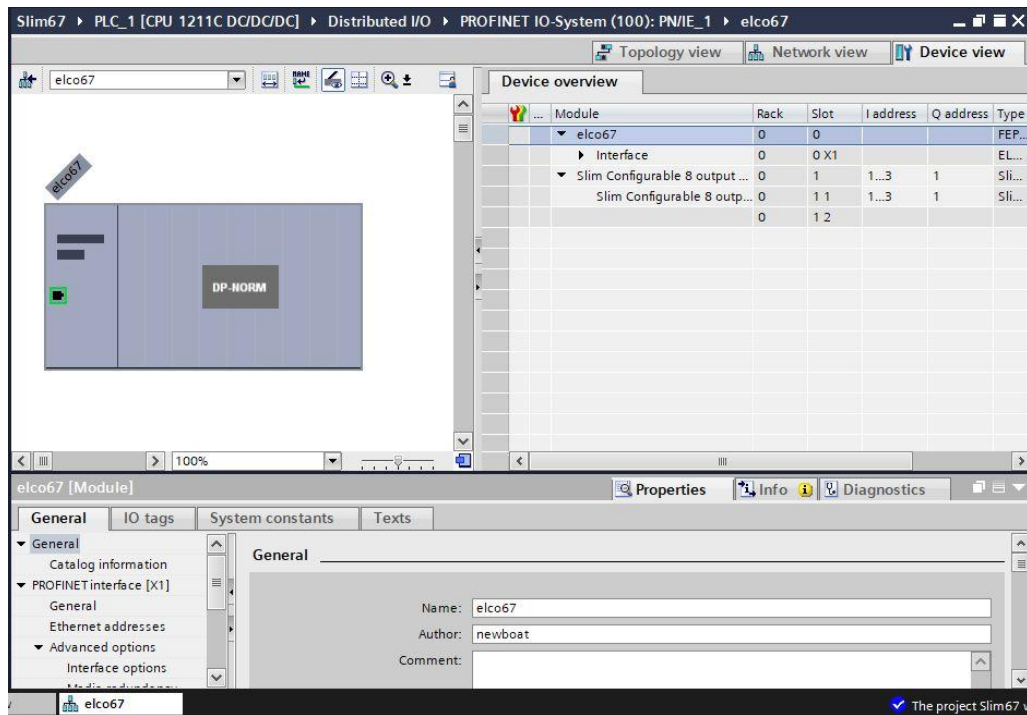 Slim67 ▸ PLC_1 [CPU 1211C DC/DC/DC] ▸ Distributed I/O ▸ PROFINET IO-System (100): PN/IE_1 ▸ elco67
Topology view Network view Device view
elco67
Device overview
... Module Rack Slot I address Q address Type
elco67 0 0 FEP...
Interface 0 0 X1 EL...
Slim Configurable 8 output ... 0 1 1...3 1 Sli...
Slim Configurable 8 outp... 0 1 1 1...3 1 Sli...
0 1 2
elco67
DP-NORM
100%
elco67 [Module]
Properties Info Diagnostics
General IO tags System constants Texts
General
Catalog information
PROFINET interface [X1]
General
Ethernet addresses
Advanced options
Interface options
General
Name: elco67
Author: newboat
Comment:
elco67
The project Slim67